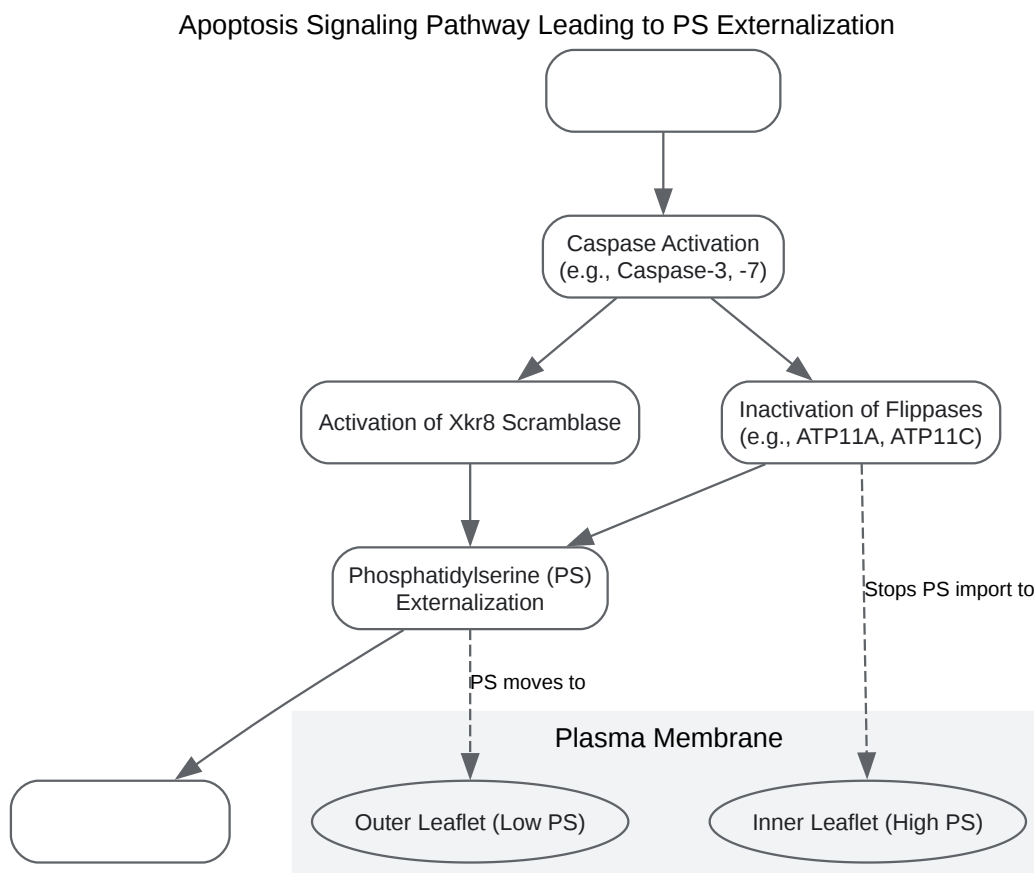 Apoptosis Signaling Pathway Leading to PS Externalization
Caspase Activation
(e.g., Caspase-3, -7)
Activation of Xkr8 Scramblase
Inactivation of Flippases
(e.g., ATP11A, ATP11C)
Phosphatidylserine (PS)
Externalization
Stops PS import to
PS moves to
Plasma Membrane
Outer Leaflet (Low PS)
Inner Leaflet (High PS)